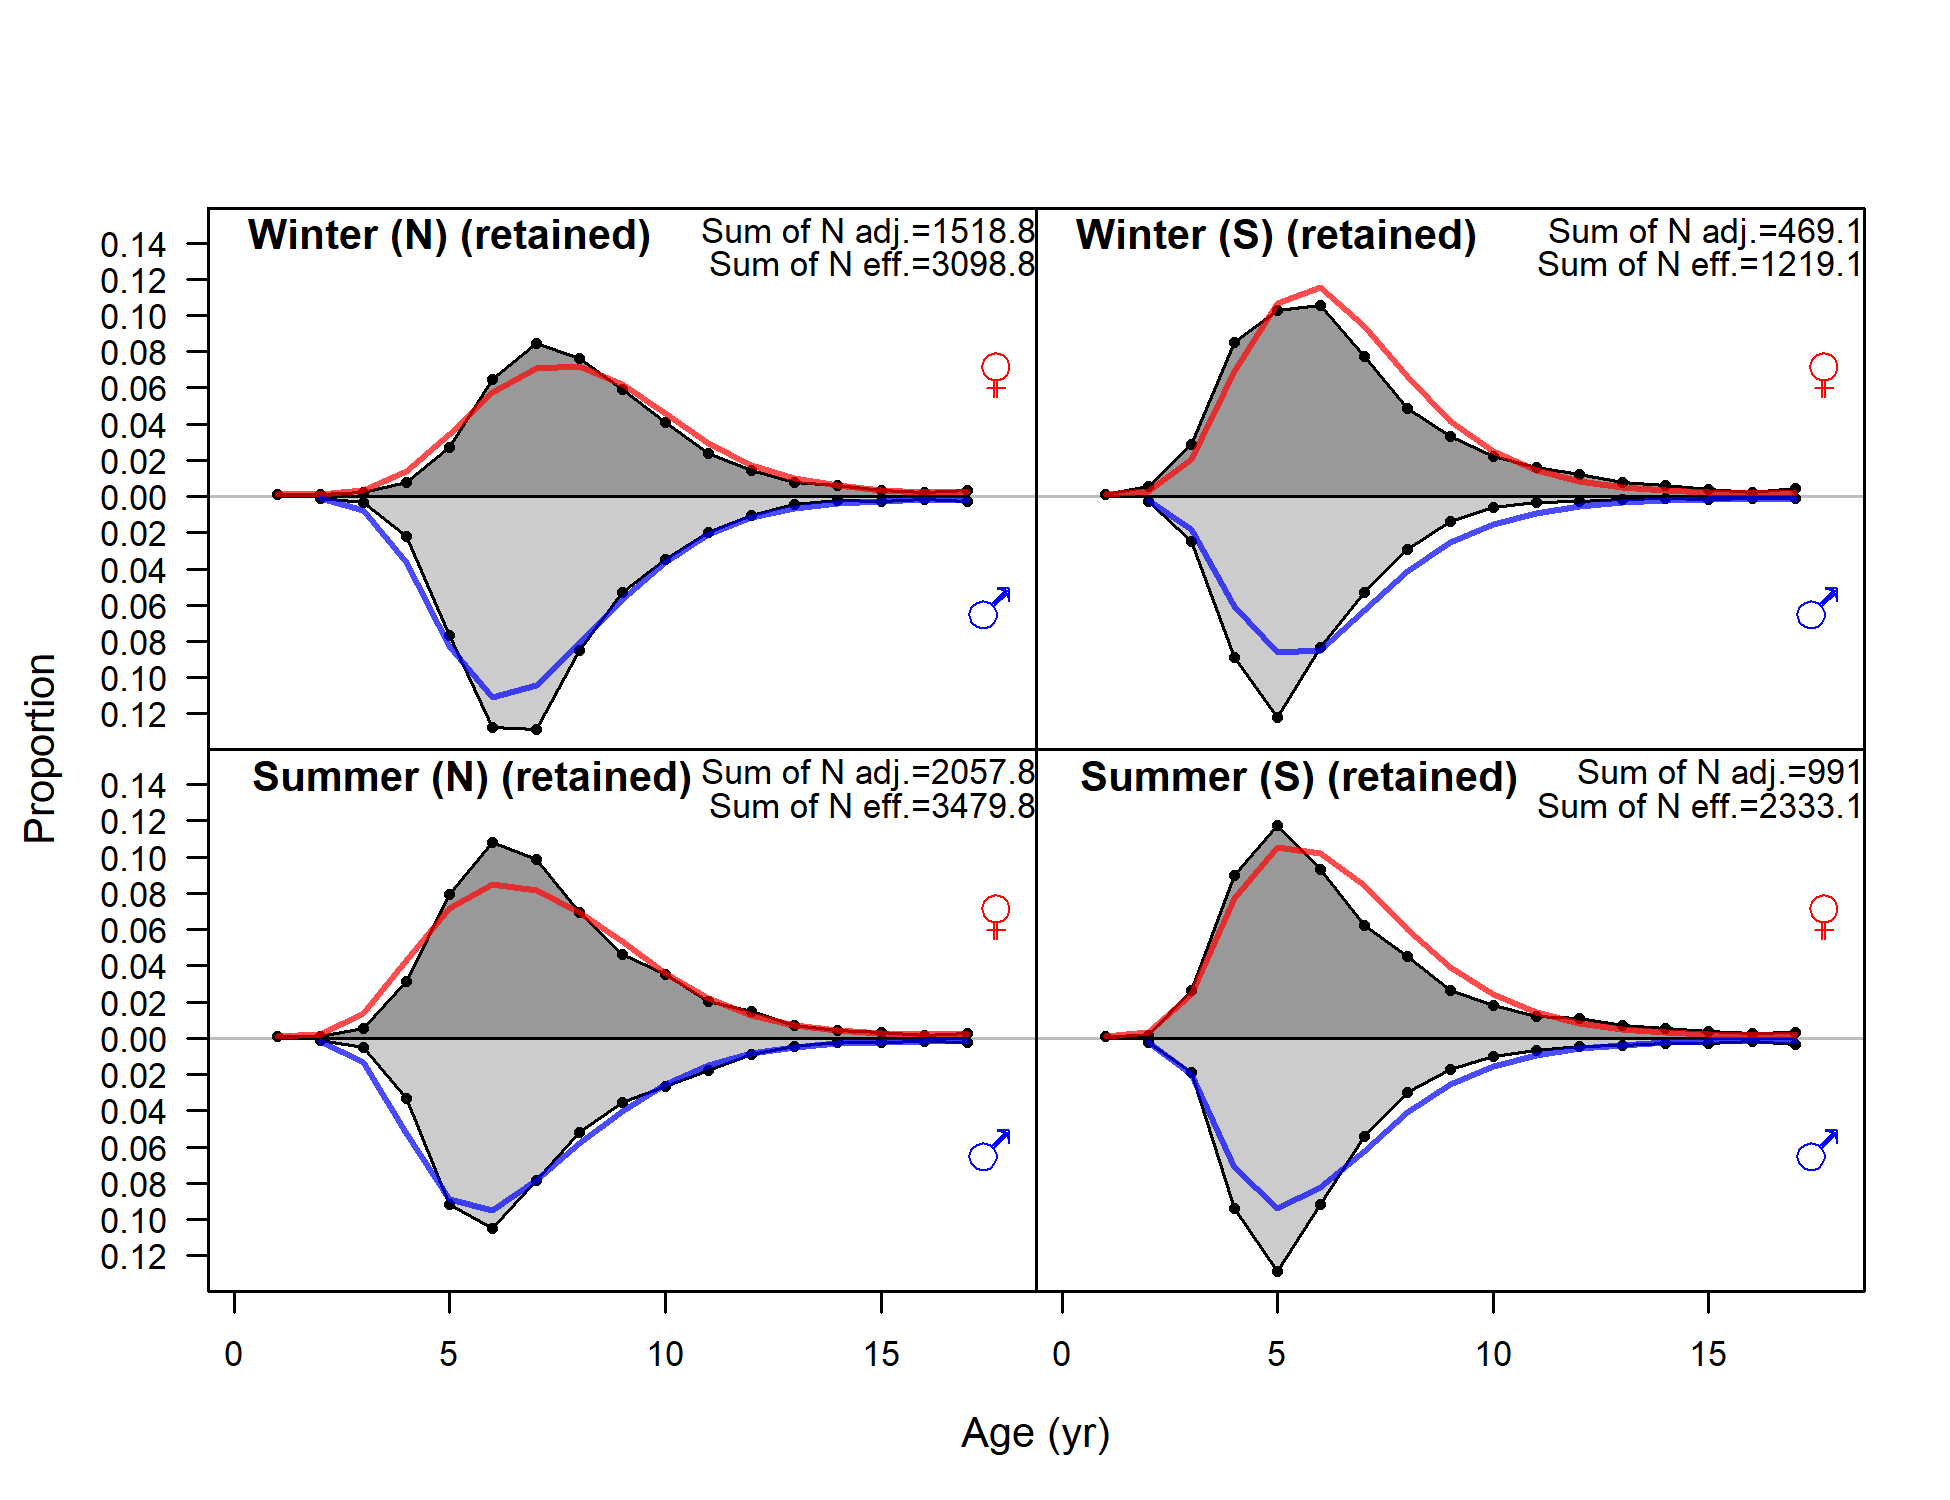 Winter (N) (retained)
Sum of N adj.=1518.8
Sum of N eff.=3098.8
Winter (S) (retained)
Sum of N adj.=469.1
Sum of N eff.=1219.1
0.14
0.12
0.10
0.08
0.06
0.04
0.02
0.00
0.02
0.04
0.06
0.08
0.10
0.12
♀
♂
♀
♂
Proportion
Summer (N) (retained)
Sum of N adj.=2057.8
Sum of N eff.=3479.8
Summer (S) (retained)
Sum of N adj.=991
Sum of N eff.=2333.1
0.14
0.12
0.10
0.08
0.06
0.04
0.02
0.00
0.02
0.04
0.06
0.08
0.10
0.12
♀
♂
♀
♂
0 5 10 15 0 5 10 15
Age (yr)